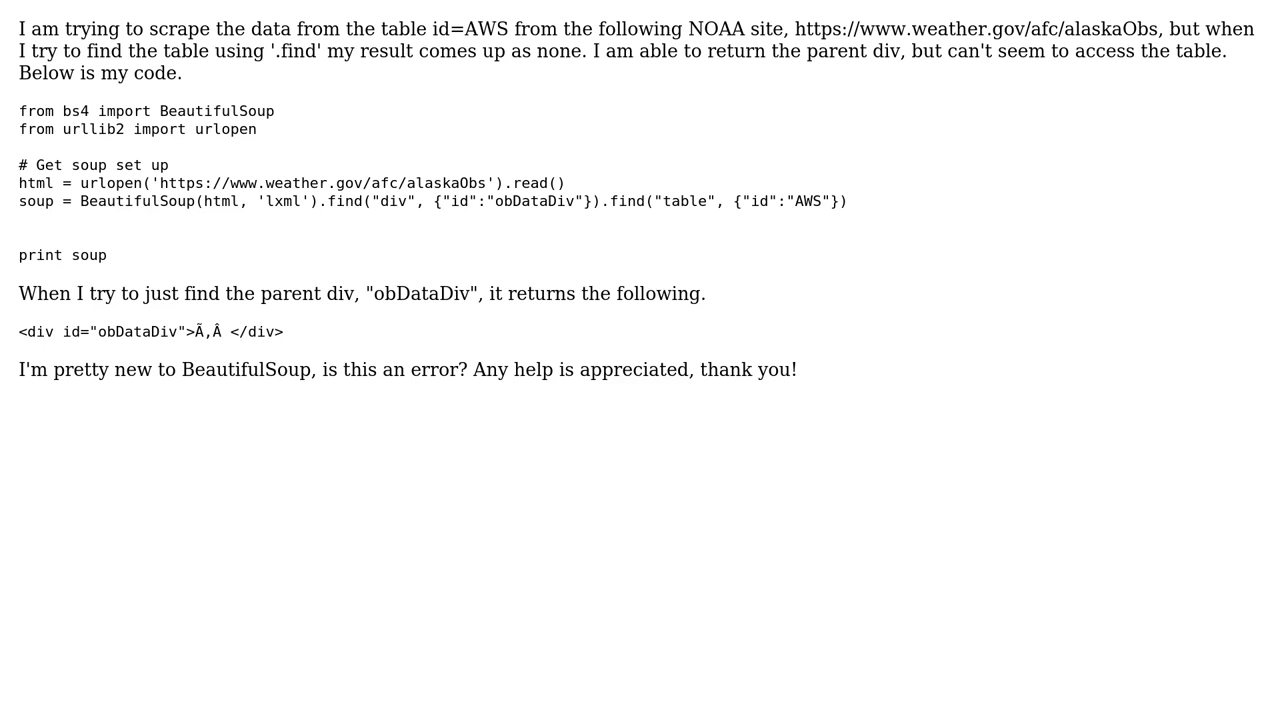 I am trying to scrape the data from the table id=AWS from the following NOAA site, https://www.weather.gov/afc/alaskaObs, but when
I try to find the table using '.find' my result comes up as none. I am able to return the parent div, but can't seem to access the table.
Below is my code.
from bs4 import BeautifulSoup
from urllib2 import urlopen
# Get soup set up
html = urlopen('https://www.weather.gov/afc/alaskaObs').read()
soup = BeautifulSoup(html, 'lxml').find("div", {"id":"obDataDiv"}).find("table", {"id":"AWS"})
print soup
When I try to just find the parent div, "obDataDiv", it returns the following.
<div id="obDataDiv">Ã‚Â </div>
I'm pretty new to BeautifulSoup, is this an error? Any help is appreciated, thank you!